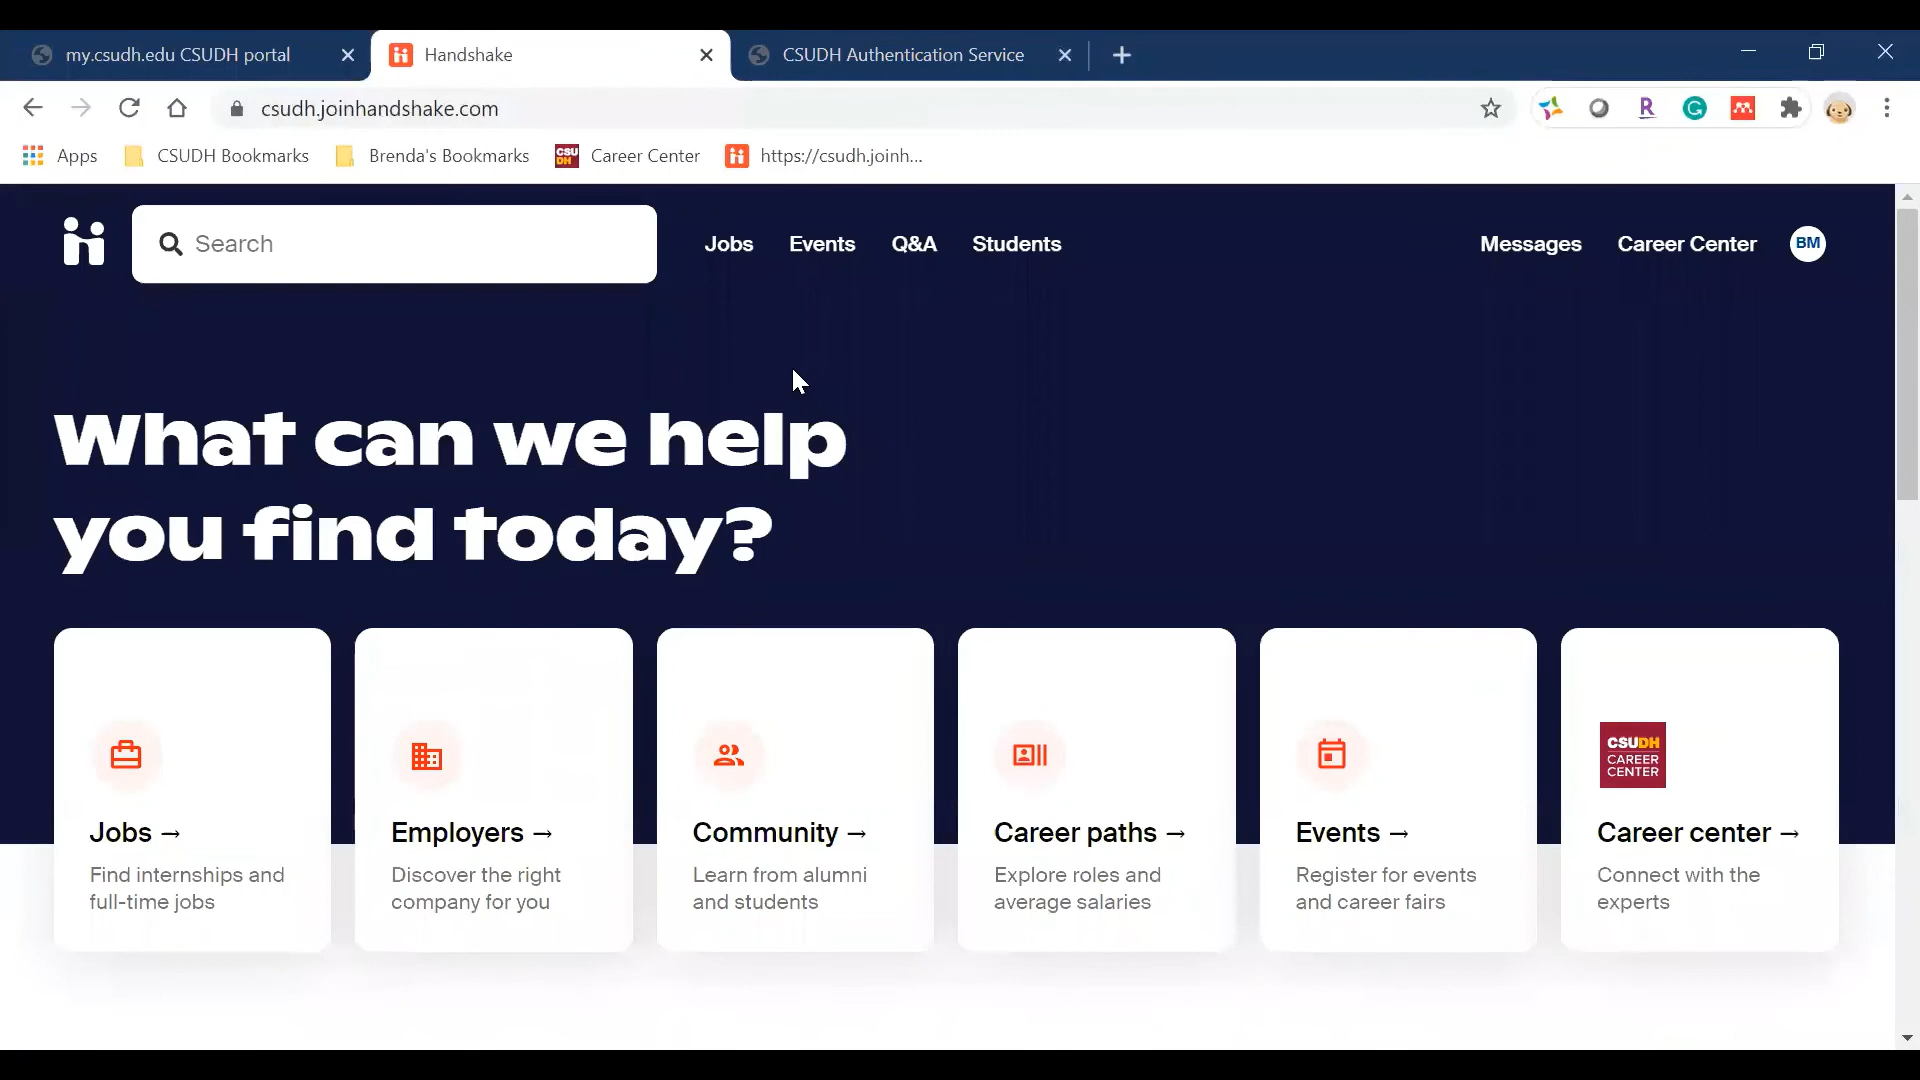 my.csudh.edu CSUDH portal
Handshake
CSUDH Authentication Service
csudh.joinhandshake.com
R
G
Apps
CSUDH Bookmarks
Brenda's Bookmarks
CSU
DH
Career Center
https://csudh.joinh...
Search
Jobs
Events
Q&A
Students
Messages
Career Center
BM
What can we help
you find today?
Jobs →
Find internships and
full-time jobs
Employers →
Discover the right
company for you
Community →
Learn from alumni
and students
Career paths →
Explore roles and
average salaries
Events →
Register for events
and career fairs
CSUDH
CAREER
CENTER
Career center →
Connect with the
experts